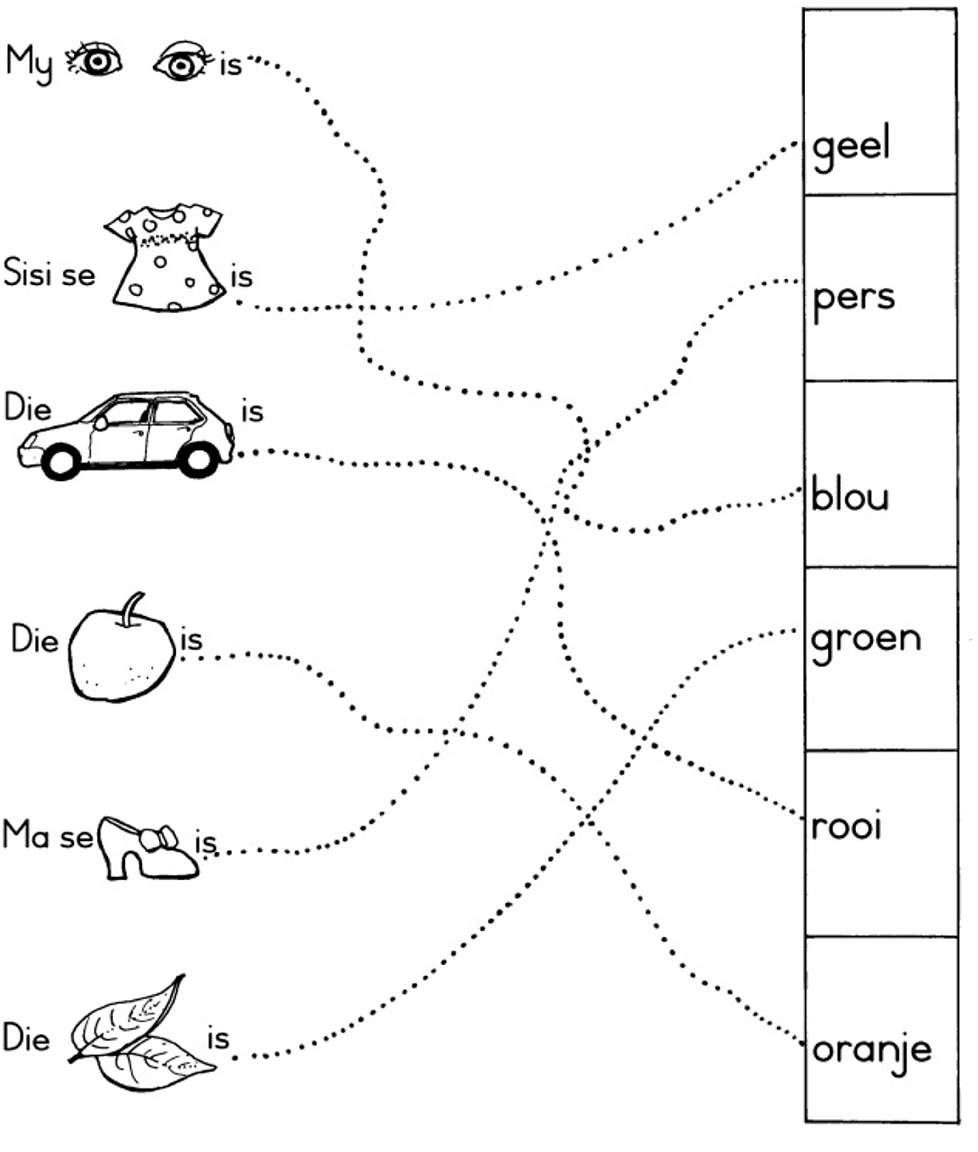 My is
geel
Sisi se is
pers
Die is
blou
Die is
groen
Ma se is
rooi
Die is
oranje